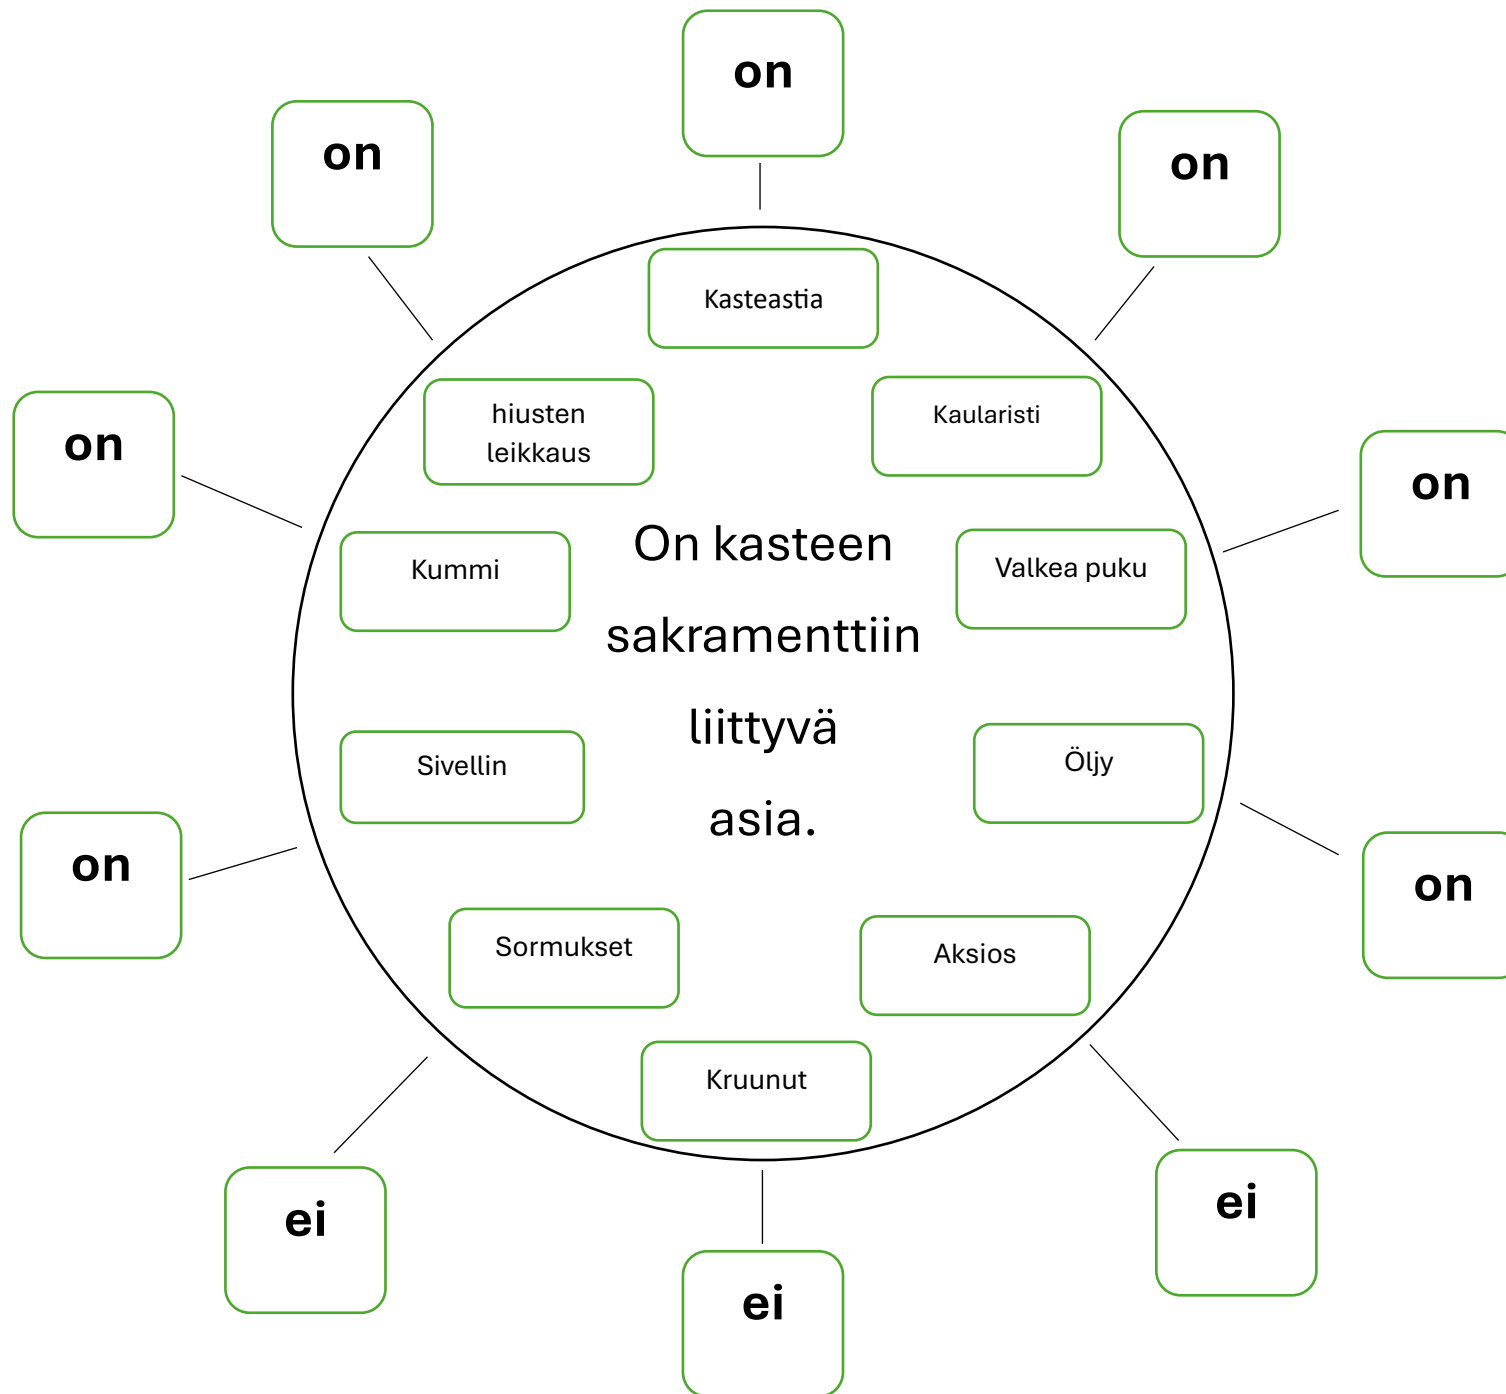 on
on
on
Kasteastia
hiusten
leikkaus
Kaularisti
on
on
Kummi
Valkea puku
On kasteen
sakramenttiin
liittyvä
asia.
Sivellin
Öljy
on
on
Sormukset
Aksios
Kruunut
ei
ei
ei